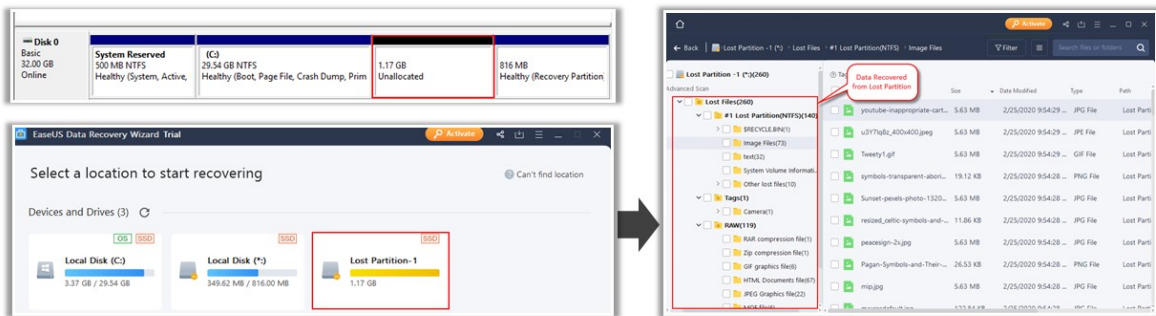 Disk 0
Basic
32.00 GB
Online
System Reserved
500 MB NTFS
Healthy (System, Active,
(C:)
29.54 GB NTFS
Healthy (Boot, Page File, Crash Dump, Prim
1.17 GB
Unallocated
816 MB
Healthy (Recovery Partition
EaseUS Data Recovery Wizard Trial
Activate
Select a location to start recovering
Can't find location
Devices and Drives (3)
OS SSD
Local Disk (C:)
3.37 GB / 29.54 GB
SSD
Local Disk (*:)
349.62 MB / 816.00 MB
SSD
Lost Partition-1
1.17 GB
Activate
Back
Lost Partition -1 (*:) Lost Files #1 Lost Partition(NTFS) Image Files
Filter
Search files or folders
Lost Partition -1 (*:)(260)
Advanced Scan
Lost Files(260)
#1 Lost Partition(NTFS)(140)
$RECYCLE.BIN(1)
Image Files(73)
text(32)
System Volume Informati..
Other lost files(10)
Tags(1)
Camera(1)
RAW(119)
RAR compression file(1)
Zip compression file(1)
GIF graphics file(6)
HTML Documents file(67)
JPEG Graphics file(22)
Data Recovered
from Lost Partition
Size Date Modified Type Path
youtube-inappropriate-cart... 5.63 MB 2/25/2020 9:54:29 ... JPG File Lost Parti
5.63 MB 2/25/2020 9:54:29 ... JPE File Lost Parti
Tweety1.gif 5.63 MB 2/25/2020 9:54:29 ... GIF File Lost Parti
symbols-transparent-abori... 19.12 KB 2/25/2020 9:54:28 ... PNG File Lost Parti
Sunset-pexels-photo-1320... 5.63 MB 2/25/2020 9:54:28 ... JPG File Lost Parti
resized_celtic-symbols-and-... 11.86 KB 2/25/2020 9:54:28 ... JPG File Lost Parti
peacesign-2x.jpg 5.63 MB 2/25/2020 9:54:28 ... JPG File Lost Parti
Pagan-Symbols-and-Their-... 26.53 KB 2/25/2020 9:54:28 ... PNG File Lost Parti
mip.jpg 5.63 MB 2/25/2020 9:54:28 ... JPG File Lost Parti